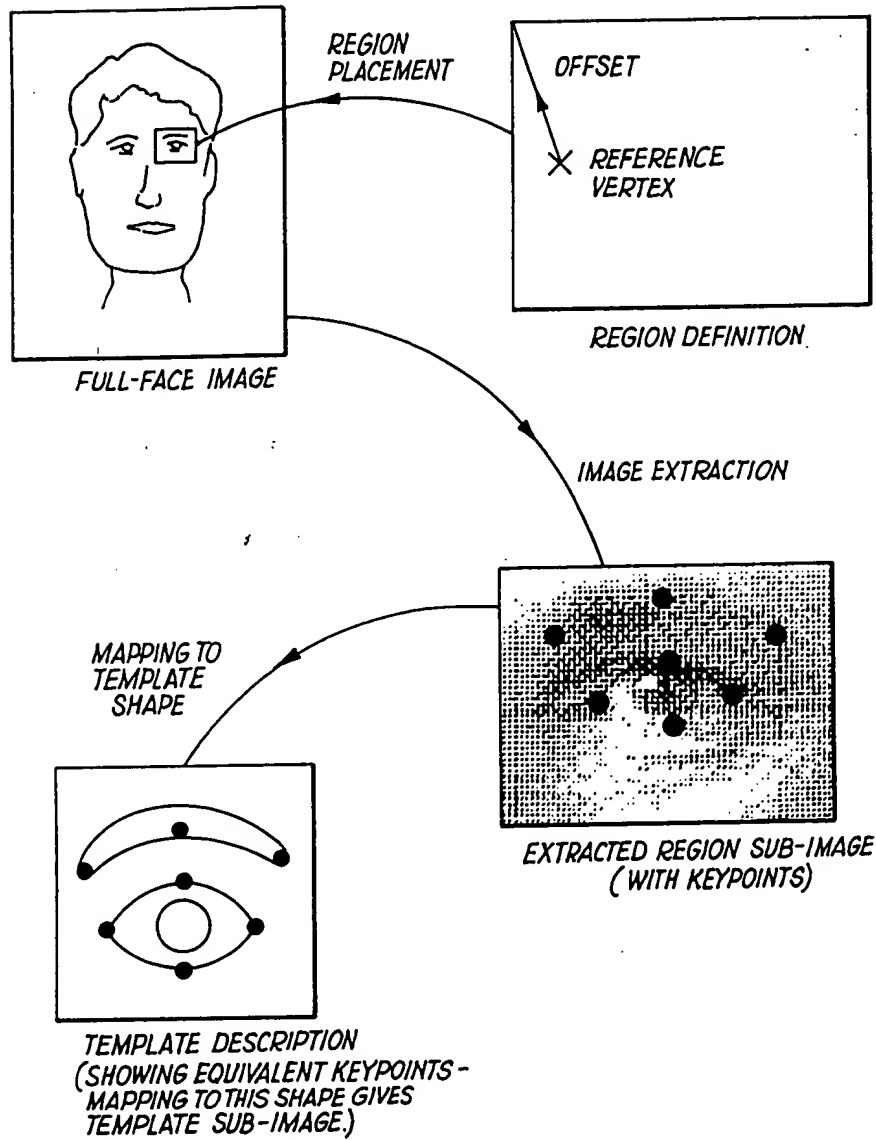 REGION
PLACEMENT
OFFSET
REFERENCE
VERTEX
REGION DEFINITION
FULL-FACE IMAGE
IMAGE EXTRACTION
MAPPING TO
TEMPLATE
SHAPE
EXTRACTED REGION SUB-IMAGE
(WITH KEYPOINTS)
TEMPLATE DESCRIPTION
(SHOWING EQUIVALENT KEYPOINTS -
MAPPING TO THIS SHAPE GIVES
TEMPLATE SUB-IMAGE.)